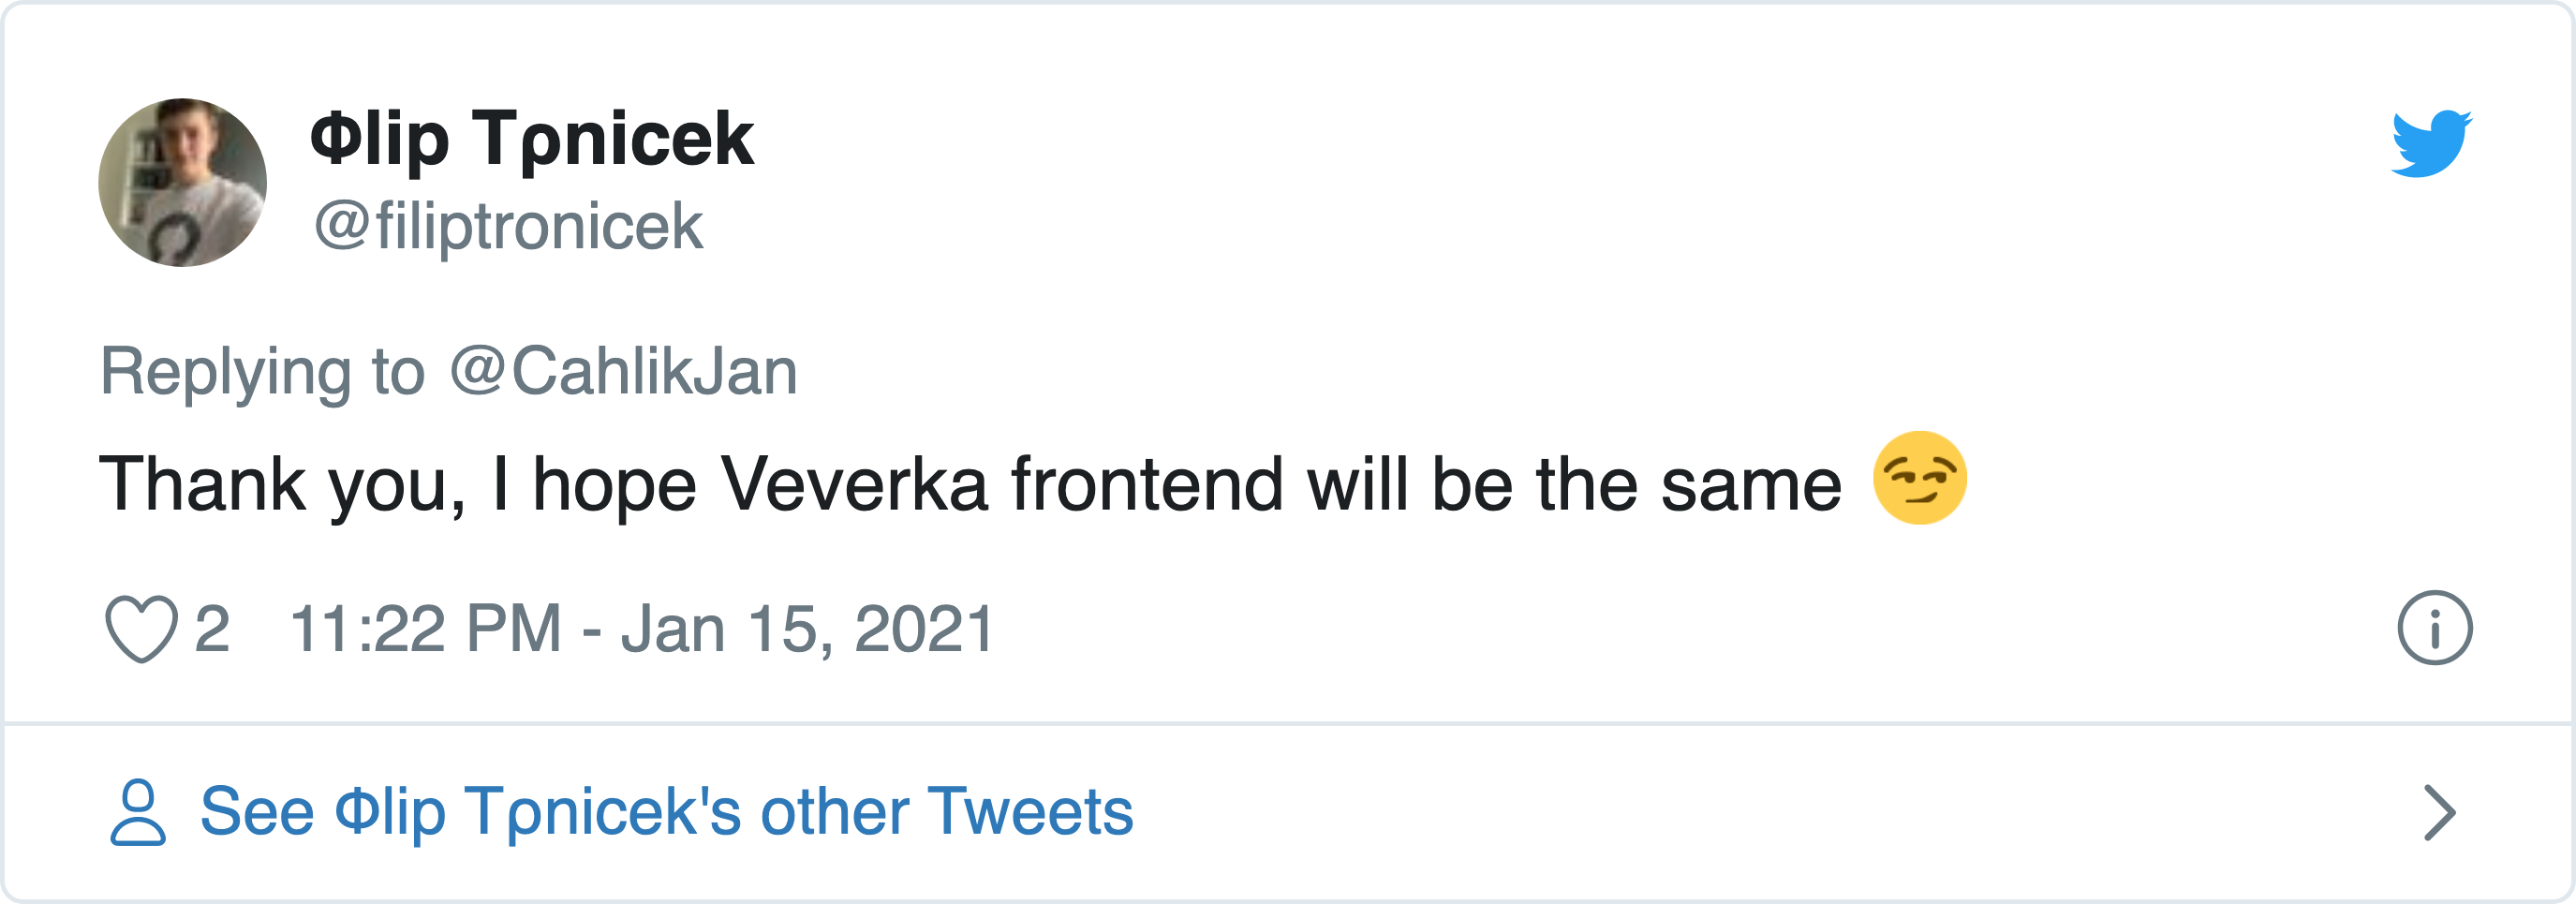 Φlip Tρnicek
@filiptronicek
Replying to @CahlikJan
Thank you, I hope Veverka frontend will be the same 😏
2 11:22 PM - Jan 15, 2021
See Φlip Tρnicek's other Tweets